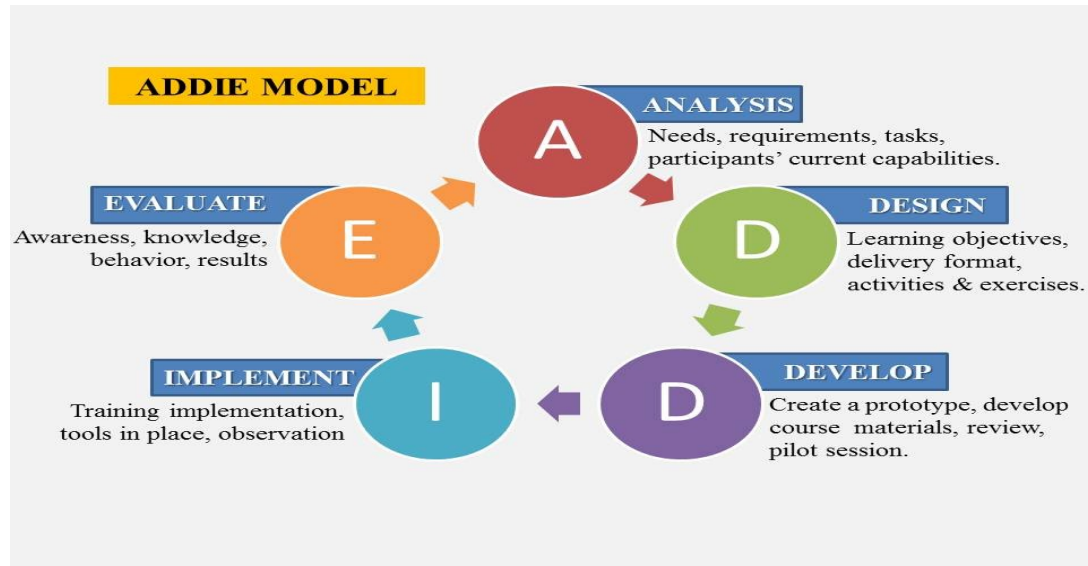 ADDIE MODEL
A
ANALYSIS
Needs, requirements, tasks,
participants' current capabilities.
D
DESIGN
Learning objectives,
delivery format,
activities & exercises.
D
DEVELOP
Create a prototype, develop
course materials, review,
pilot session.
I
IMPLEMENT
Training implementation,
tools in place, observation
E
EVALUATE
Awareness, knowledge,
behavior, results